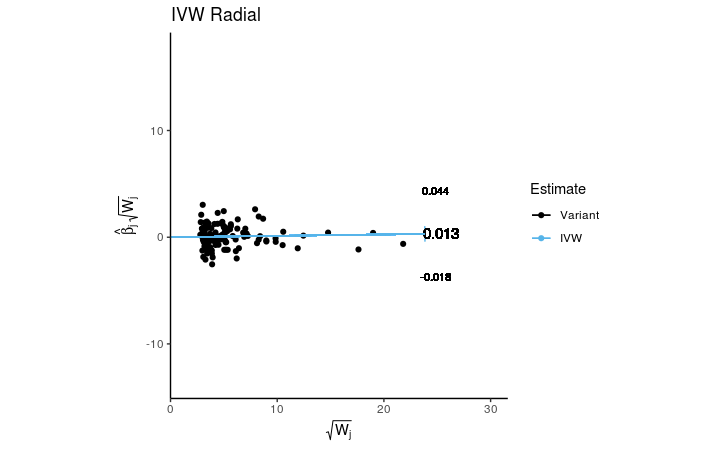 IVW Radial
10
0
-10
β̂ⱼ√Wⱼ
0.044
0.013
-0.018
0 10 20 30
√Wⱼ
Estimate
Variant
IVW